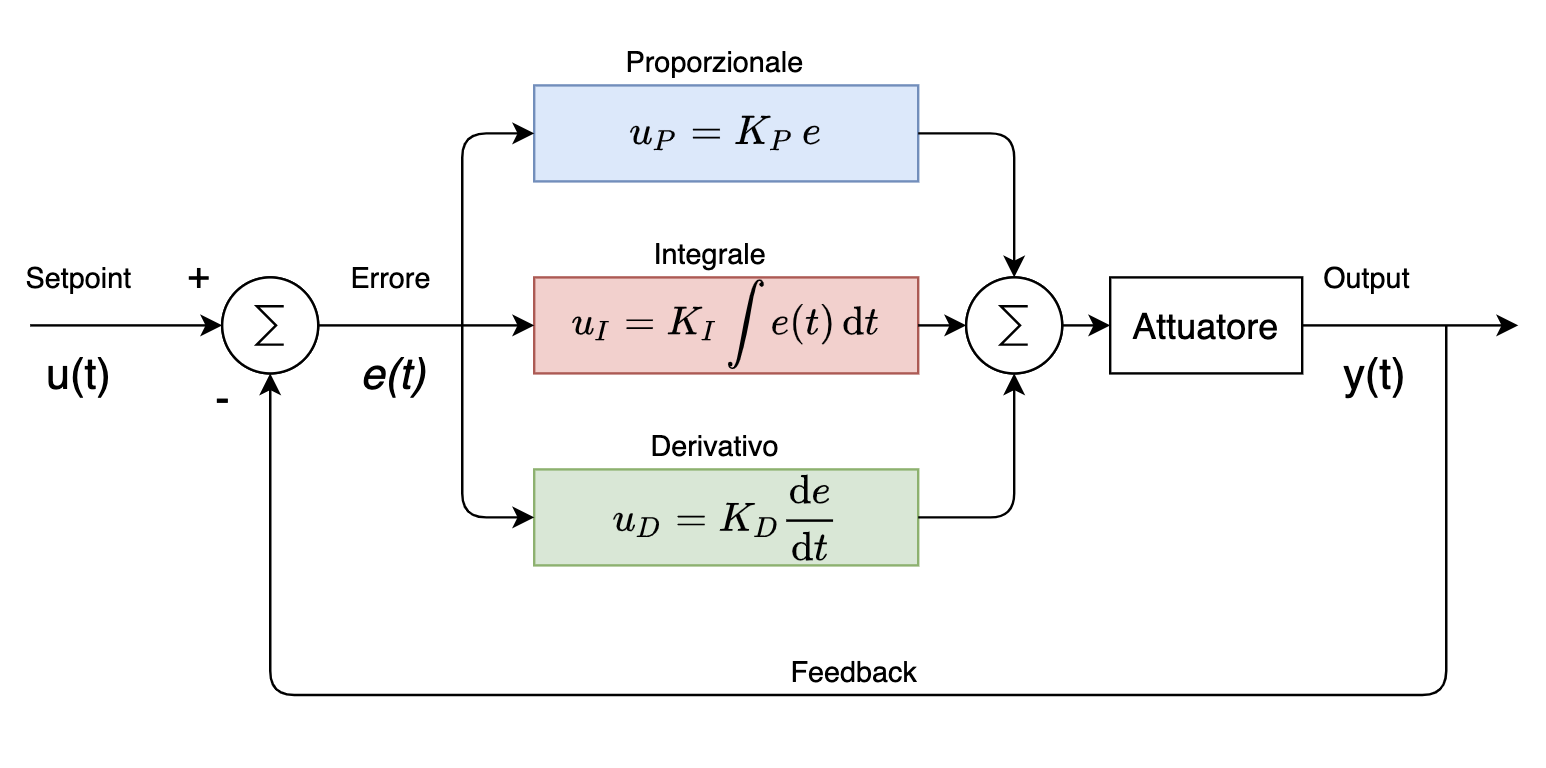 Proporzionale
u_P = K_P e
Setpoint
+
Σ
Errore
u(t)
-
e(t)
Integrale
u_I = K_I ∫ e(t) dt
Σ
Attuatore
Output
y(t)
Derivativo
u_D = K_D de/dt
Feedback